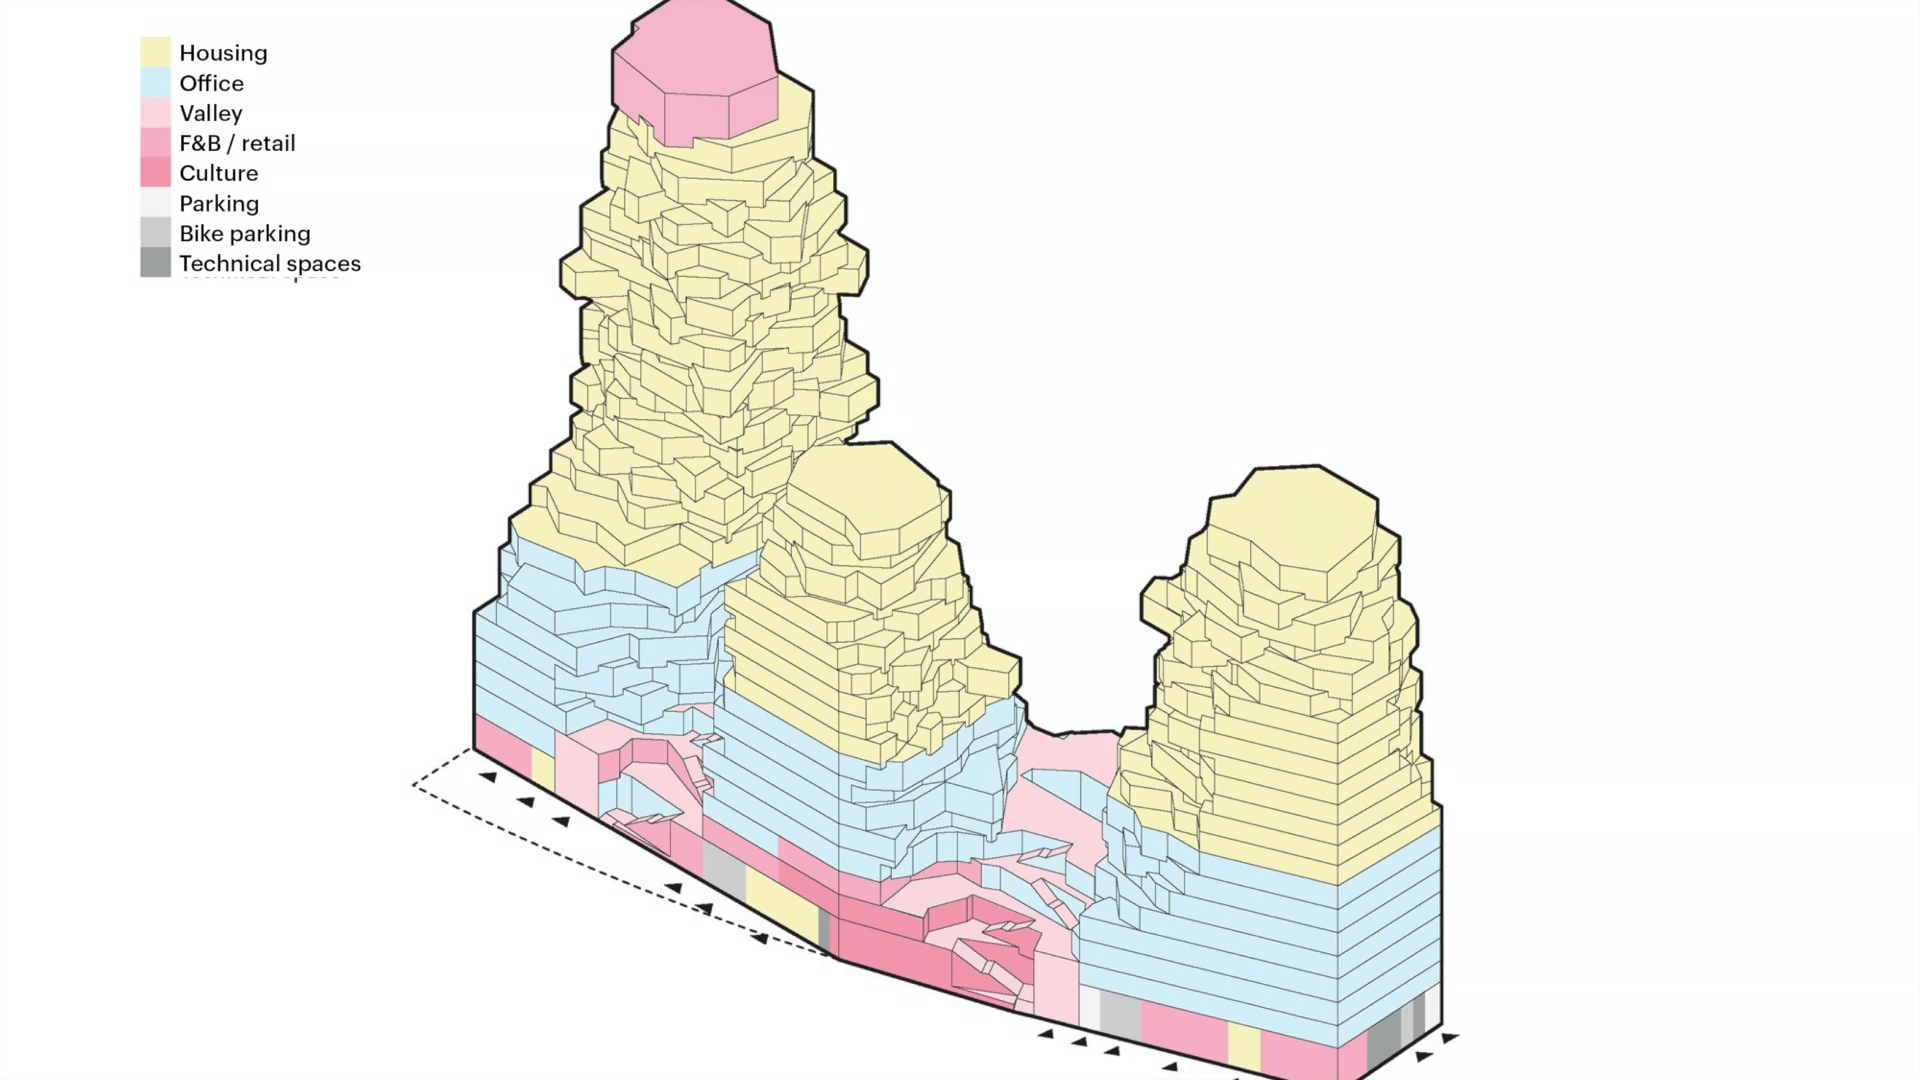 Housing
Office
Valley
F&B / retail
Culture
Parking
Bike parking
Technical spaces